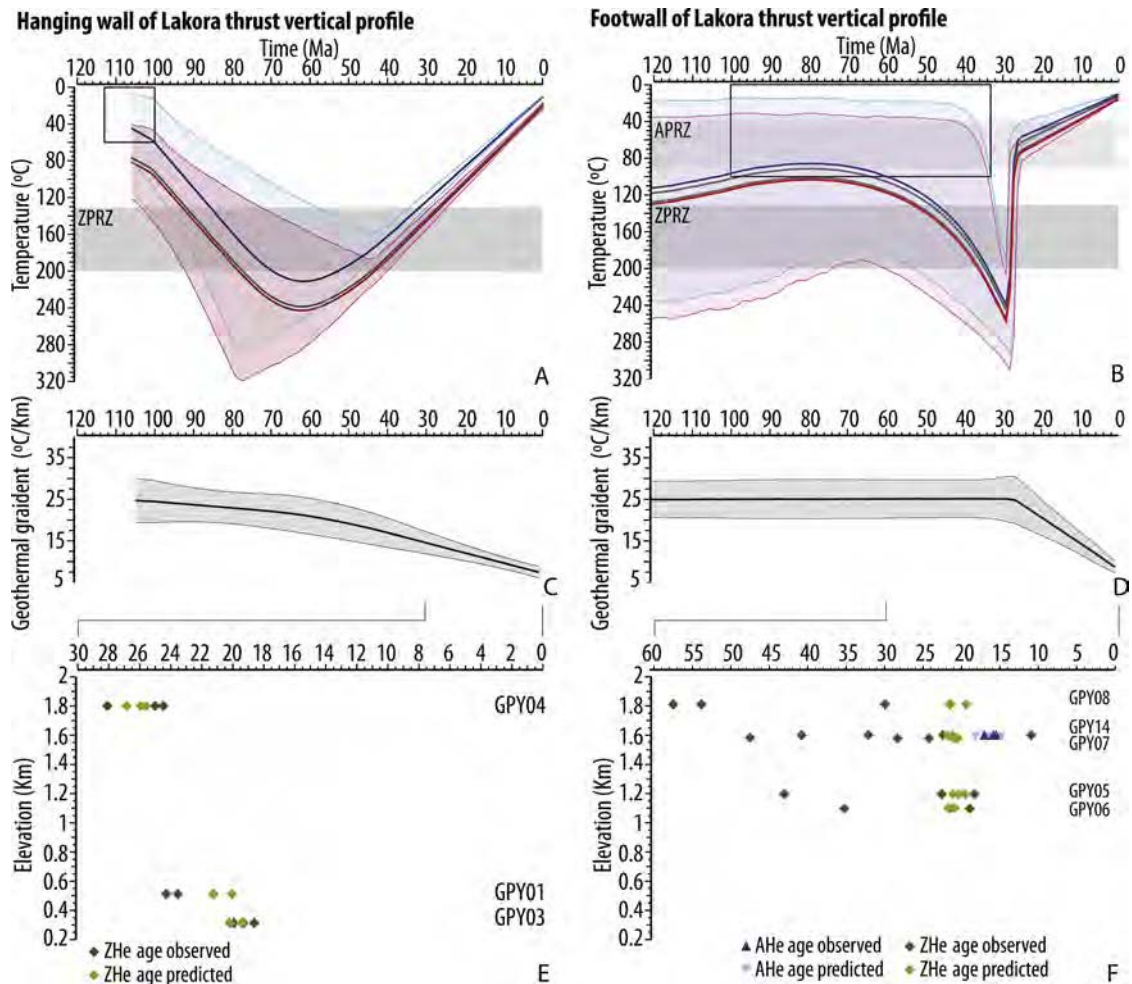 Hanging wall of Lakora thrust vertical profile
Time (Ma)
120 110 100 90 80 70 60 50 40 30 20 10 0
Temperature (ºC)
0
40
80
120
160
200
240
280
320
ZPRZ
A
Footwall of Lakora thrust vertical profile
Time (Ma)
120 110 100 90 80 70 60 50 40 30 20 10 0
Temperature (ºC)
0
40
80
120
160
200
240
280
320
APRZ
ZPRZ
B
120 110 100 90 80 70 60 50 40 30 20 10 0
Geothermal graident (ºC/Km)
35
25
15
5
C
120 110 100 90 80 70 60 50 40 30 20 10 0
Geothermal graident (ºC/Km)
35
25
15
5
D
30 28 26 24 22 20 18 16 14 12 10 8 6 4 2 0
Elevation (Km)
2
1.8
1.6
1.4
1.2
1
0.8
0.6
0.4
0.2
GPY04
GPY01
GPY03
ZHe age observed
ZHe age predicted
E
60 50 45 40 35 30 25 20 15 10 5 0
Elevation (Km)
2
1.8
1.6
1.4
1.2
1
0.8
0.6
0.4
0.2
GPY08
GPY14
GPY07
GPY05
GPY06
AHe age observed ZHe age observed
AHe age predicted ZHe age predicted
F